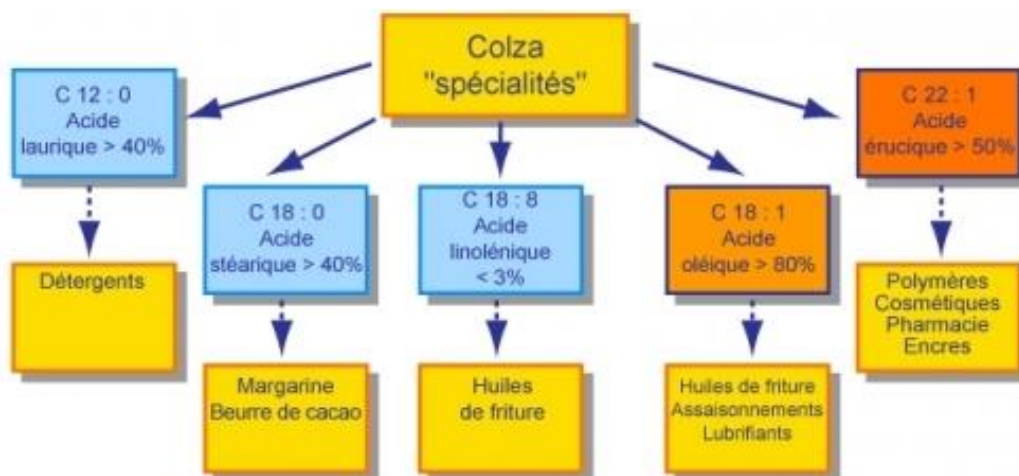 Colza
"spécialités"
C 12 : 0
Acide
laurique > 40%
C 22 : 1
Acide
érucique > 50%
C 18 : 0
Acide
stéarique > 40%
C 18 : 8
Acide
linolénique
< 3%
C 18 : 1
Acide
oléique > 80%
Détergents
Polymères
Cosmétiques
Pharmacie
Encres
Margarine
Beurre de cacao
Huiles
de friture
Huiles de friture
Assaisonnements
Lubrifiants